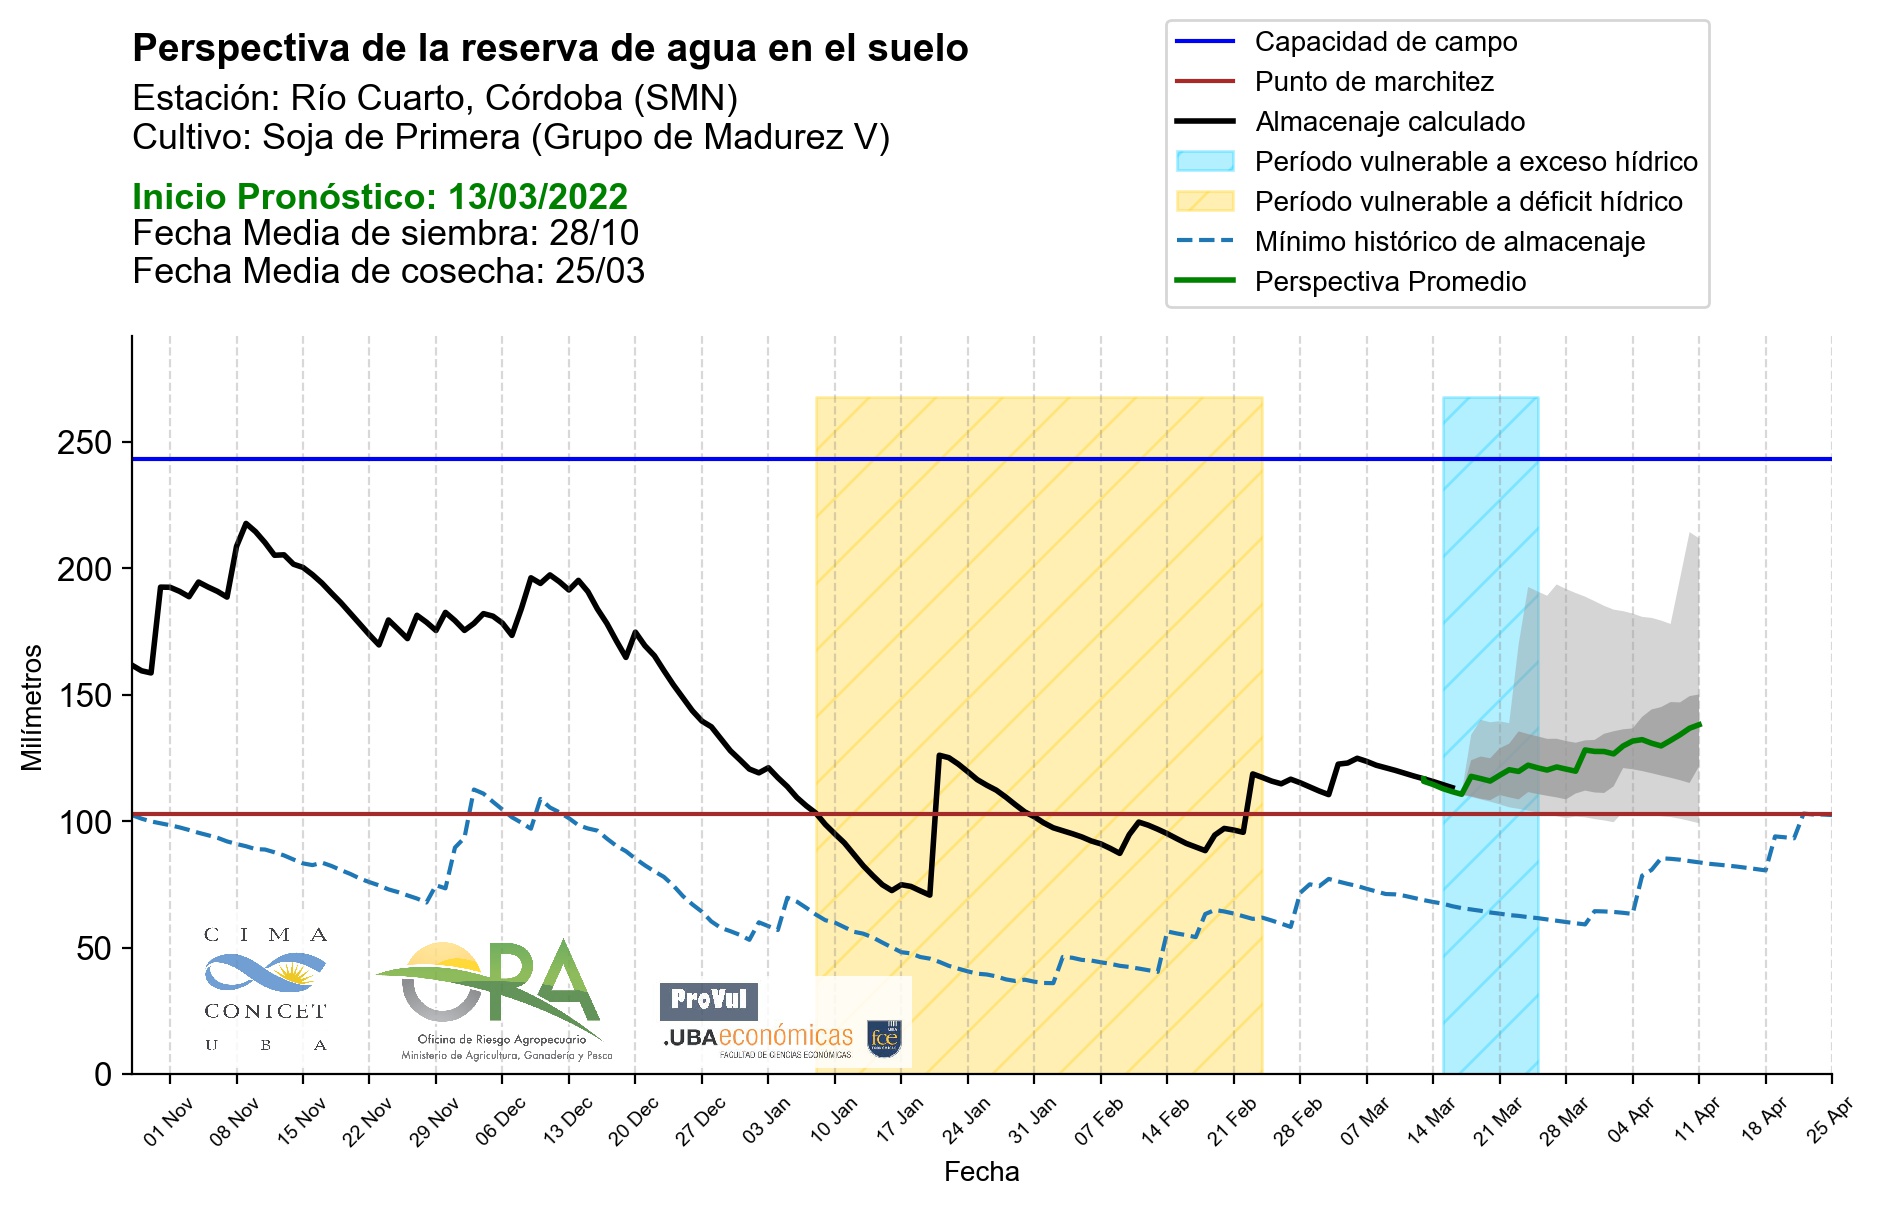 Perspectiva de la reserva de agua en el suelo
Estación: Río Cuarto, Córdoba (SMN)
Cultivo: Soja de Primera (Grupo de Madurez V)
Inicio Pronóstico: 13/03/2022
Fecha Media de siembra: 28/10
Fecha Media de cosecha: 25/03
Capacidad de campo
Punto de marchitez
Almacenaje calculado
Período vulnerable a exceso hídrico
Período vulnerable a déficit hídrico
Mínimo histórico de almacenaje
Perspectiva Promedio
Milímetros
250
200
150
100
50
0
CIMA
CONICET
UBA
ORA
Oficina de Riesgo Agropecuario
Ministerio de Agricultura, Ganadería y Pesca
ProVul
.UBAeconómicas
FACULTAD DE CIENCIAS ECONÓMICAS
UBA
fce
ECONÓMICAS
01 Nov
08 Nov
15 Nov
22 Nov
29 Nov
06 Dec
13 Dec
20 Dec
27 Dec
03 Jan
10 Jan
17 Jan
24 Jan
31 Jan
07 Feb
14 Feb
21 Feb
28 Feb
07 Mar
14 Mar
21 Mar
28 Mar
04 Apr
11 Apr
18 Apr
25 Apr
Fecha